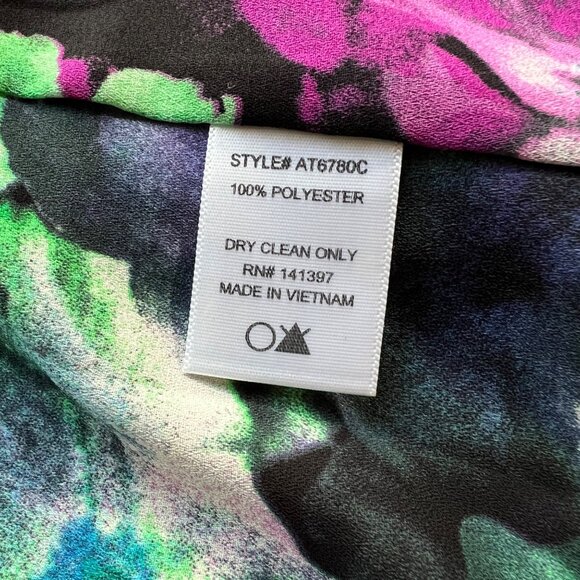 STYLE# AT6780C
100% POLYESTER
DRY CLEAN ONLY
RN# 141397
MADE IN VIETNAM